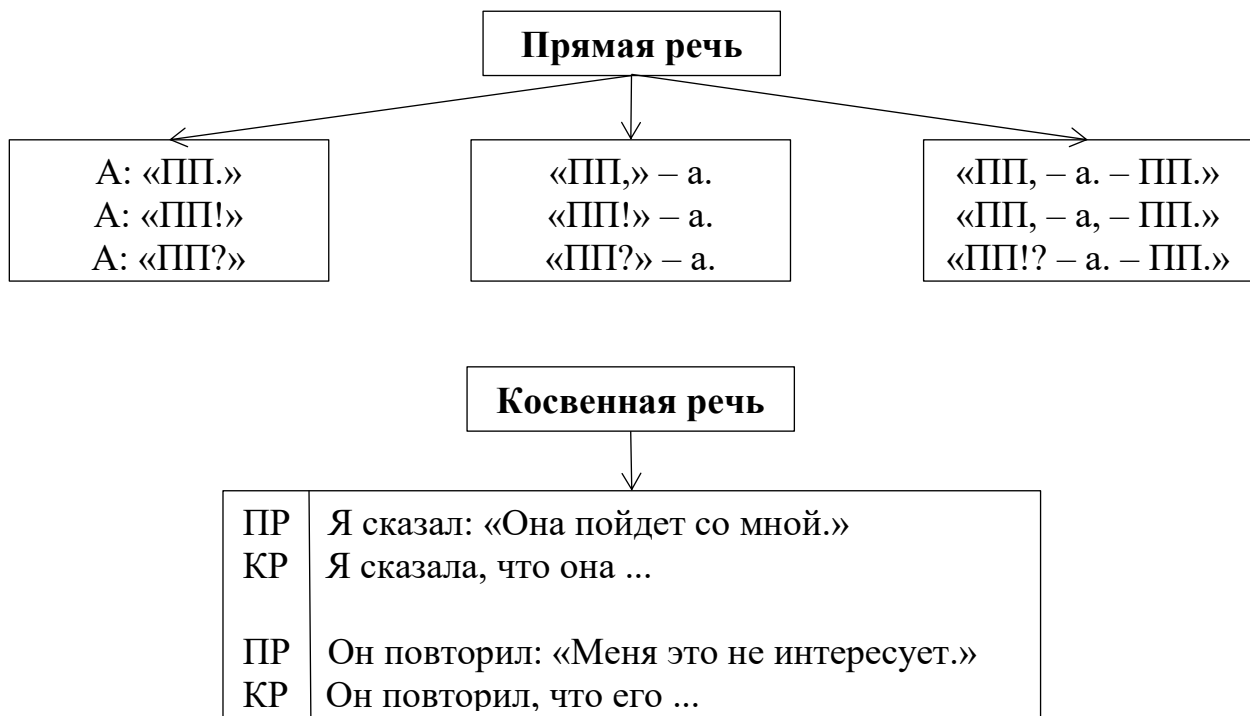 Прямая речь
А: «ПП.»
А: «ПП!»
А: «ПП?»
«ПП,» – а.
«ПП!» – а.
«ПП?» – а.
«ПП, – а. – ПП.»
«ПП, – а, – ПП.»
«ПП!? – а. – ПП.»
Косвенная речь
ПР Я сказал: «Она пойдет со мной.»
КР Я сказала, что она ...
ПР Он повторил: «Меня это не интересует.»
КР Он повторил, что его ...